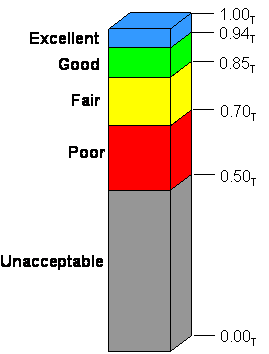 1.00T
Excellent
0.94T
Good
0.85T
Fair
0.70T
Poor
0.50T
Unacceptable
0.00T